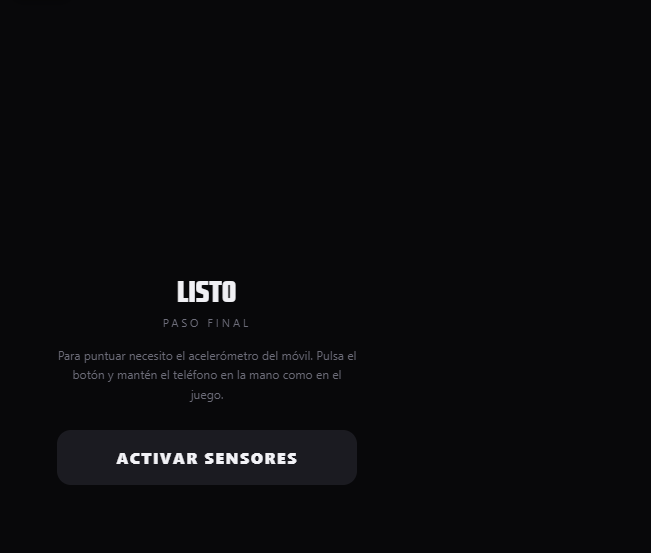 LISTO
PASO FINAL
Para puntuar necesito el acelerómetro del móvil. Pulsa el
botón y mantén el teléfono en la mano como en el
juego.
ACTIVAR SENSORES